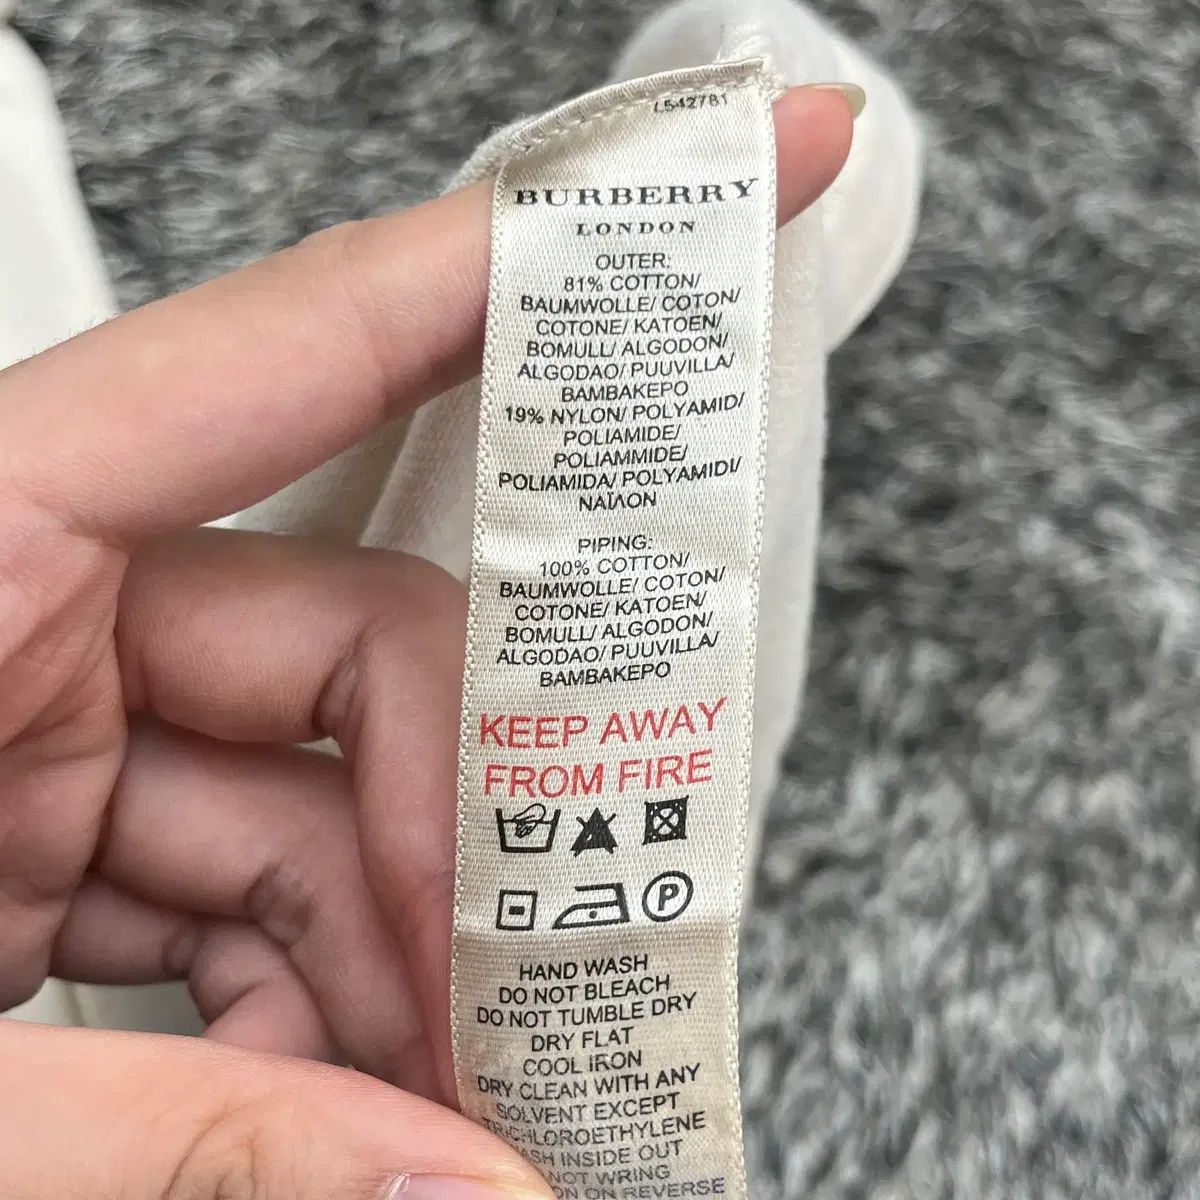 L542781
BURBERRY
LONDON
OUTER:
81% COTTON/
BAUMWOLLE/ COTON/
COTONE/ KATOEN/
BOMULL/ ALGODON/
ALGODAO/ PUUVILLA/
BAMBAKEPO
19% NYLON/ POLYAMID/
POLIAMIDE/
POLIAMMIDE/
POLIAMIDA/ POLYAMIDI/
ΝΑΪΛΟΝ
PIPING:
100% COTTON/
BAUMWOLLE/ COTON/
COTONE/ KATOEN/
BOMULL/ ALGODON/
ALGODAO/ PUUVILLA/
BAMBAKEPO
KEEP AWAY
FROM FIRE
P
HAND WASH
DO NOT BLEACH
DO NOT TUMBLE DRY
DRY FLAT
COOL IRON
DRY CLEAN WITH ANY
SOLVENT EXCEPT
TRICHLOROETHYLENE
WASH INSIDE OUT
NOT WRING
ON REVERSE